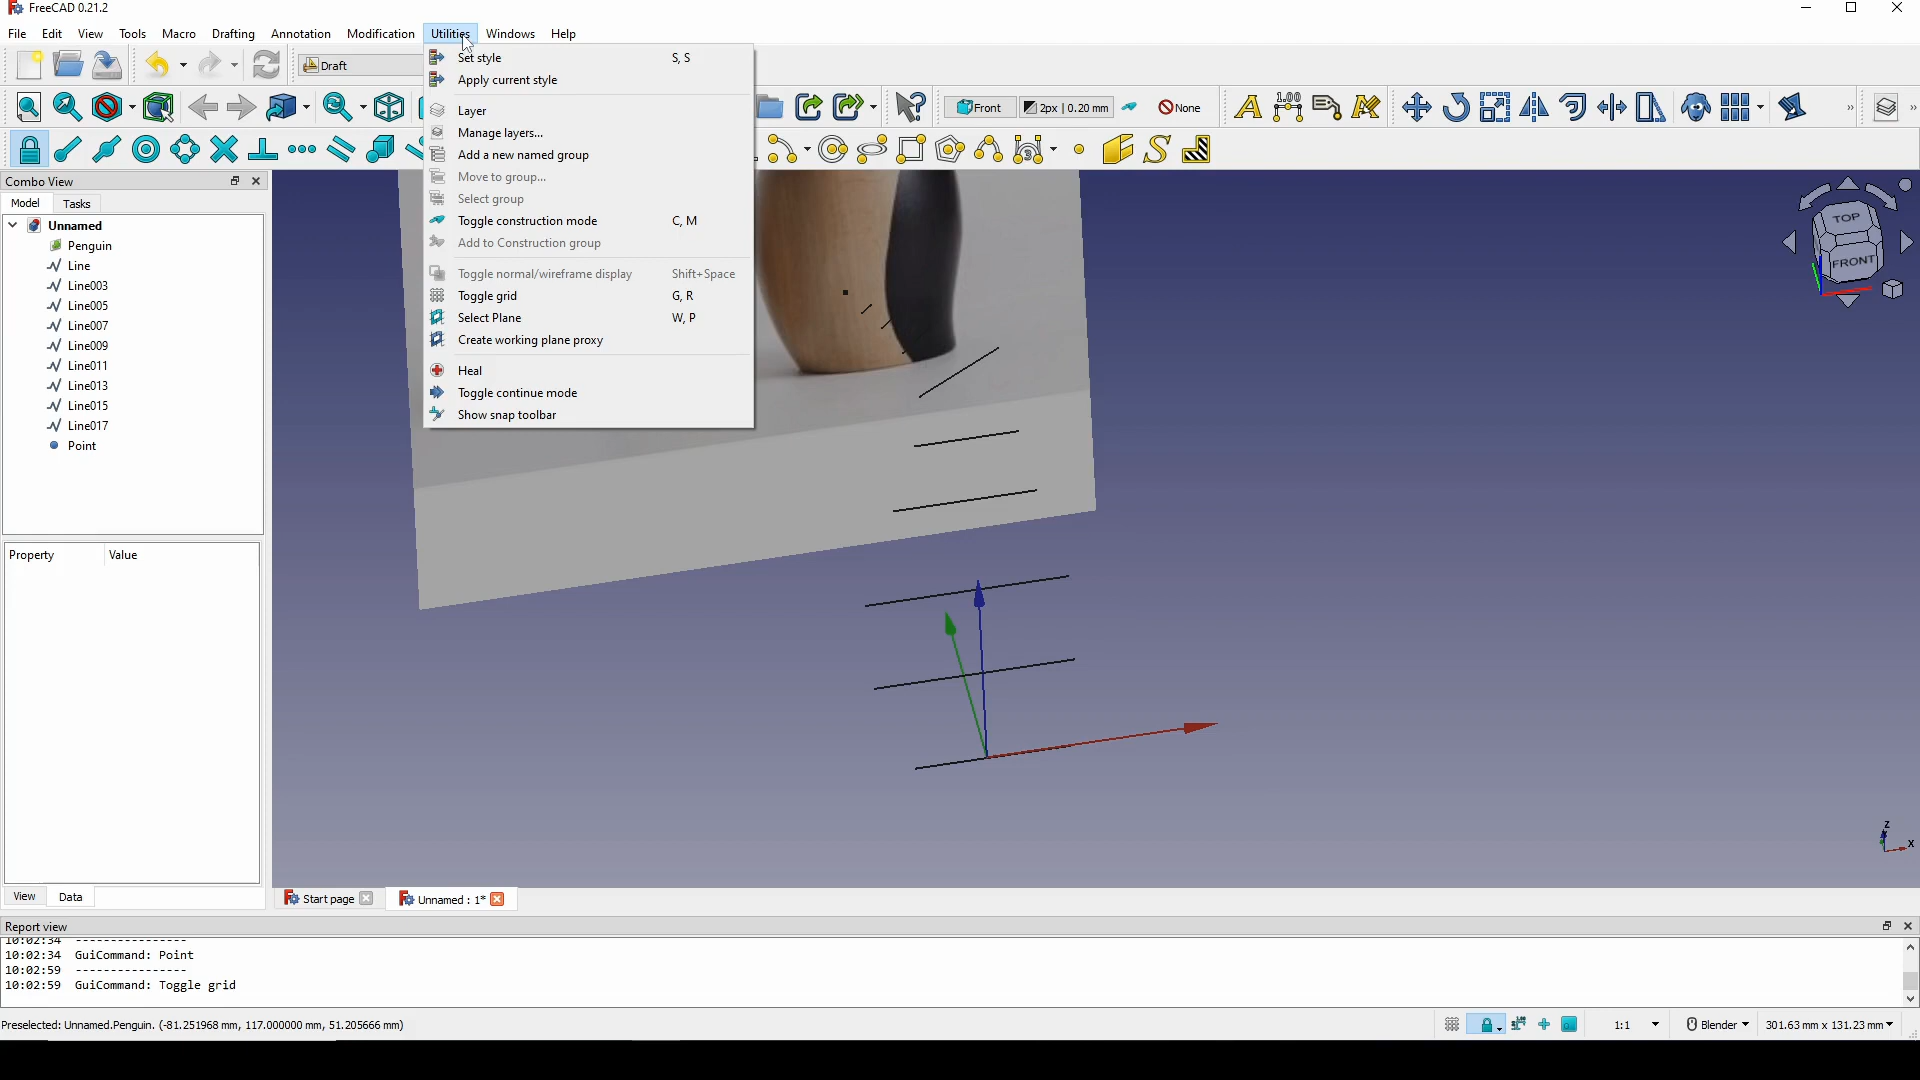 FreeCAD 0.21.2
File Edit View Tools Macro Drafting Annotation Modification Utilities Windows Help
Draft
Set style S, S
Apply current style
Layer
Manage layers...
Add a new named group
Move to group...
Select group
Toggle construction mode C, M
Add to Construction group
Toggle normal/wireframe display Shift+Space
Toggle grid G, R
Select Plane W, P
Create working plane proxy
Heal
Toggle continue mode
Show snap toolbar
Front 2px | 0.20 mm None
1.00
Combo View
Model Tasks
Unnamed
Penguin
Line
Line003
Line005
Line007
Line009
Line011
Line013
Line015
Line017
Point
Property Value
View Data
TOP
FRONT
Z
X
Start page Unnamed : 1*
Report view
10:02:34 ----------------
10:02:34 GuiCommand: Point
10:02:59 ----------------
10:02:59 GuiCommand: Toggle grid
Preselected: Unnamed.Penguin. (-81.251968 mm, 117.000000 mm, 51.205666 mm)
1:1 Blender 301.63 mm x 131.23 mm